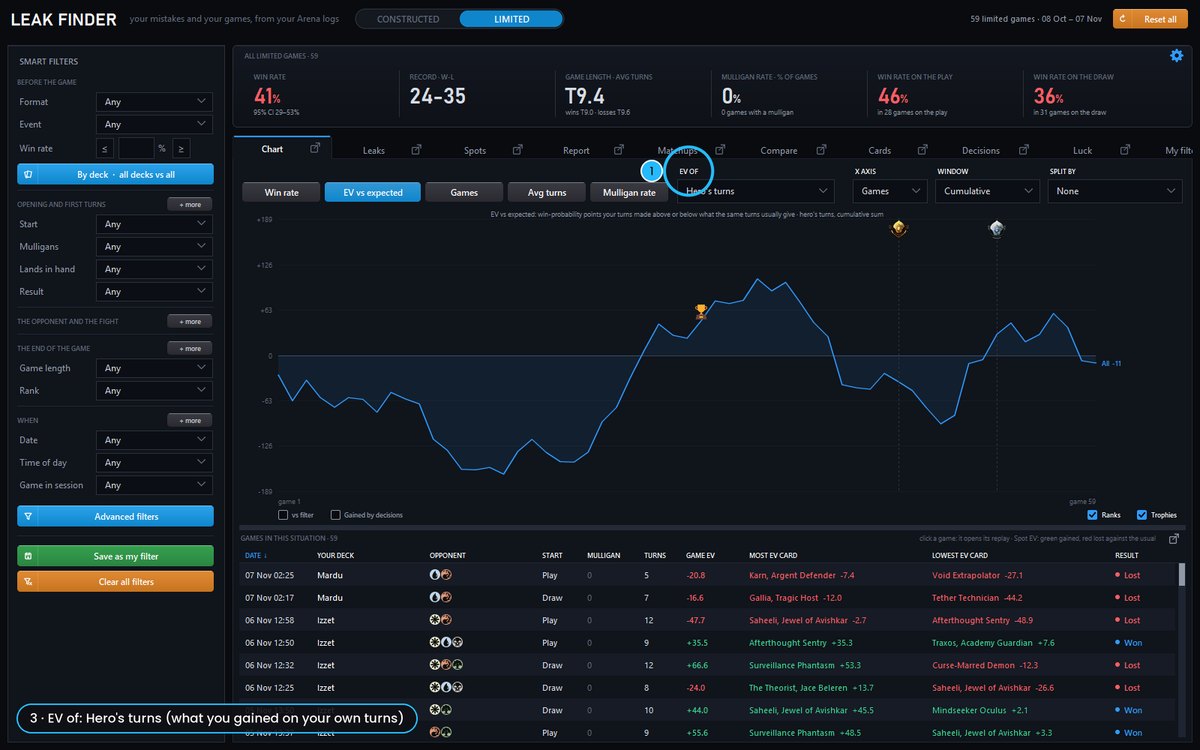 LEAK FINDER your mistakes and your games, from your Arena logs CONSTRUCTED LIMITED 59 limited games · 08 Oct – 07 Nov Reset all
SMART FILTERS
BEFORE THE GAME
Format Any
Event Any
Win rate ≤ % ≥
By deck · all decks vs all
OPENING AND FIRST TURNS + more
Start Any
Mulligans Any
Lands in hand Any
Result Any
THE OPPONENT AND THE FIGHT + more
THE END OF THE GAME + more
Game length Any
Rank Any
WHEN + more
Date Any
Time of day Any
Game in session Any
Advanced filters
Save as my filter
Clear all filters
ALL LIMITED GAMES · 59
WIN RATE
41%
95% CI 29–53%
RECORD · W-L
24-35
GAME LENGTH · AVG TURNS
T9.4
wins T9.0 · losses T9.6
MULLIGAN RATE · % OF GAMES
0%
0 games with a mulligan
WIN RATE ON THE PLAY
46%
in 28 games on the play
WIN RATE ON THE DRAW
36%
in 31 games on the draw
Chart Leaks Spots Report Matchups Compare Cards Decisions Luck My filt
1 EV OF X AXIS WINDOW SPLIT BY
Win rate EV vs expected Games Avg turns Mulligan rate Hero's turns Games Cumulative None
EV vs expected: win-probability points your turns made above or below what the same turns usually give · hero's turns, cumulative sum
+189
+126
+63
0
-63
-126
-189
All -11
game 1 game 59
vs filter Gained by decisions Ranks Trophies
GAMES IN THIS SITUATION · 59 click a game: it opens its replay · Spot EV: green gained, red lost against the usual
DATE ↓ YOUR DECK OPPONENT START MULLIGAN TURNS GAME EV MOST EV CARD LOWEST EV CARD RESULT
07 Nov 02:25 Mardu Play 0 5 -20.8 Karn, Argent Defender -7.4 Void Extrapolator -27.1 Lost
07 Nov 02:17 Mardu Draw 0 7 -16.6 Gallia, Tragic Host -12.0 Tether Technician -44.2 Lost
06 Nov 12:58 Izzet Play 0 12 -47.7 Saheeli, Jewel of Avishkar -2.7 Afterthought Sentry -48.9 Lost
06 Nov 12:50 Izzet Play 0 9 +35.5 Afterthought Sentry +35.3 Traxos, Academy Guardian +7.6 Won
06 Nov 12:32 Izzet Draw 0 12 +66.6 Surveillance Phantasm +53.3 Curse-Marred Demon -12.3 Lost
06 Nov 12:25 Izzet Draw 0 8 -24.0 The Theorist, Jace Beleren +13.7 Saheeli, Jewel of Avishkar -26.6 Lost
Draw 0 10 +44.0 Saheeli, Jewel of Avishkar +45.5 Mindseeker Oculus +2.1 Won
Play 0 9 +55.6 Surveillance Phantasm +48.5 Saheeli, Jewel of Avishkar +3.3 Won
3 · EV of: Hero's turns (what you gained on your own turns)